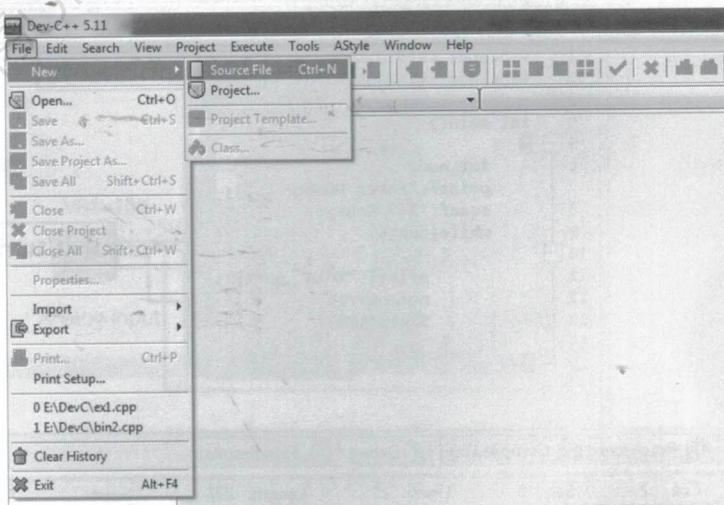 Dev-C++ 5.11
File Edit Search View Project Execute Tools AStyle Window Help
New
Source File Ctrl+N
Project...
Project Template...
Class...
Open... Ctrl+O
Save Ctrl+S
Save As...
Save Project As...
Save All Shift+Ctrl+S
Close Ctrl+W
Close Project
Close All Shift+Ctrl+W
Properties...
Import
Export
Print... Ctrl+P
Print Setup...
0 E:\DevC\ex1.cpp
1 E:\DevC\bin2.cpp
Clear History
Exit Alt+F4